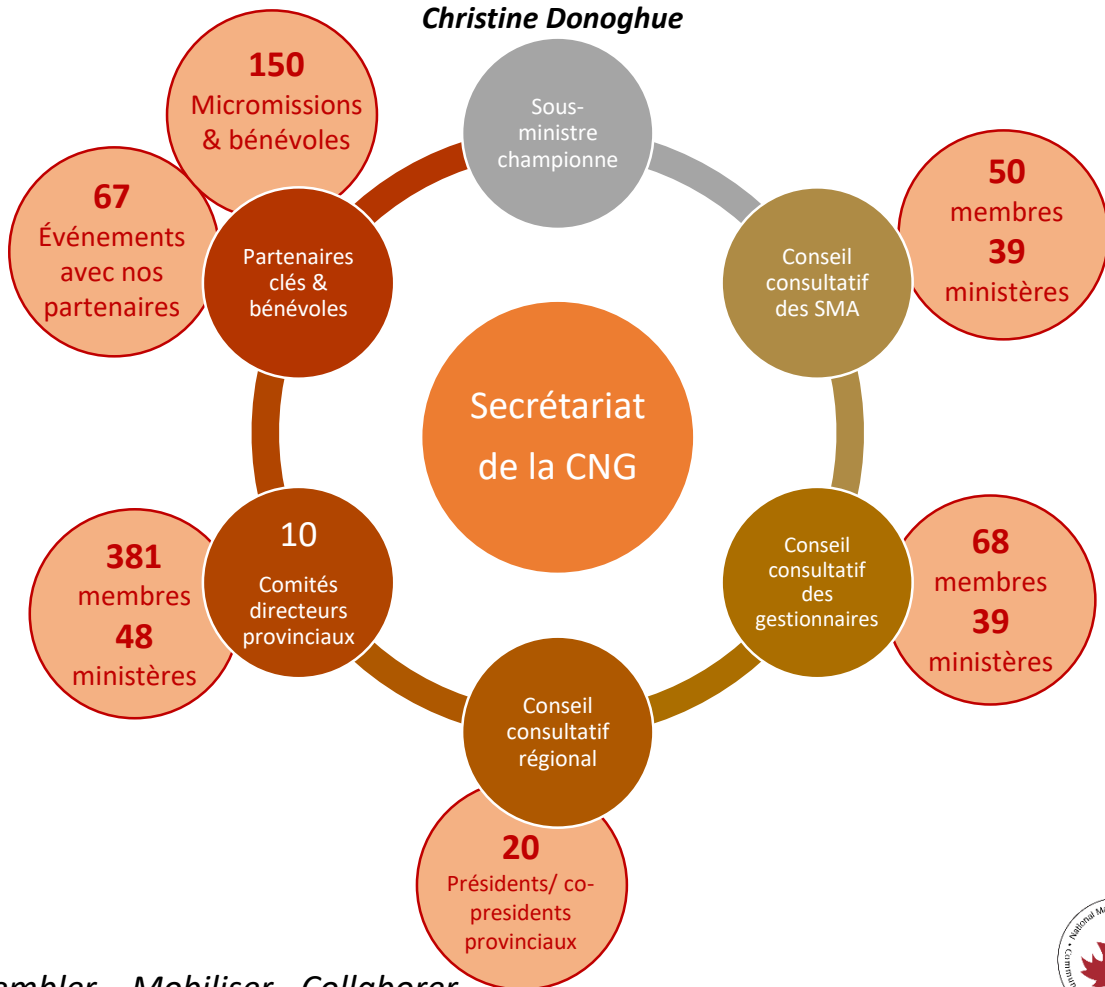 Christine Donoghue
Sous-
ministre
championne
150
Micromissions
& bénévoles
67
Événements
avec nos
partenaires
Partenaires
clés &
bénévoles
50
membres
39
ministères
Conseil
consultatif
des SMA
Secrétariat
de la CNG
381
membres
48
ministères
10
Comités
directeurs
provinciaux
Conseil
consultatif
des
gestionnaires
68
membres
39
ministères
Conseil
consultatif
régional
20
Présidents/ co-
presidents
provinciaux
Mobiliser Collaborer
National